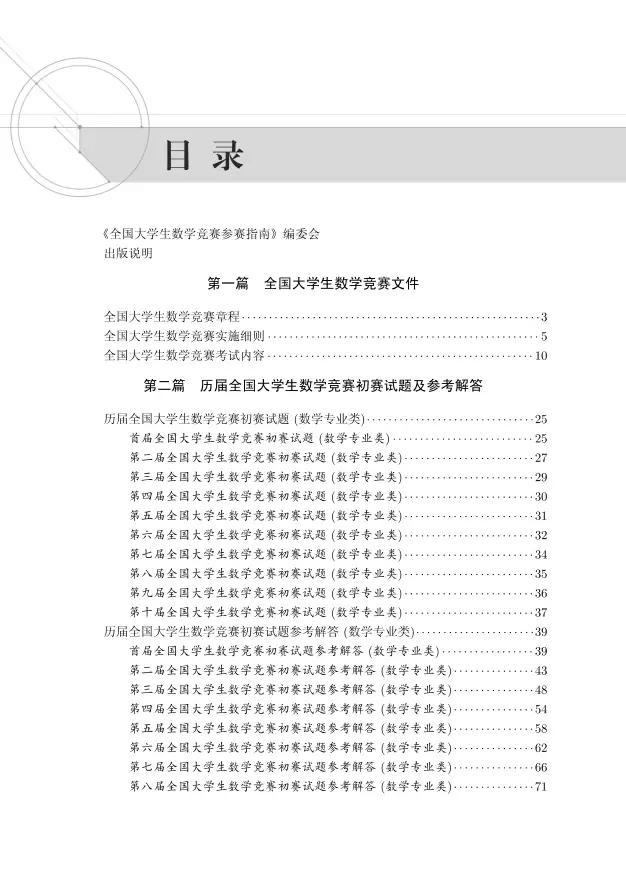 目 录
《全国大学生数学竞赛参赛指南》编委会
出版说明
第一篇 全国大学生数学竞赛文件
全国大学生数学竞赛章程······3
全国大学生数学竞赛实施细则······5
全国大学生数学竞赛考试内容······10
第二篇 历届全国大学生数学竞赛初赛试题及参考解答
历届全国大学生数学竞赛初赛试题 (数学专业类)······25
首届全国大学生数学竞赛初赛试题 (数学专业类)······25
第二届全国大学生数学竞赛初赛试题 (数学专业类)······27
第三届全国大学生数学竞赛初赛试题 (数学专业类)······29
第四届全国大学生数学竞赛初赛试题 (数学专业类)······30
第五届全国大学生数学竞赛初赛试题 (数学专业类)······31
第六届全国大学生数学竞赛初赛试题 (数学专业类)······32
第七届全国大学生数学竞赛初赛试题 (数学专业类)······34
第八届全国大学生数学竞赛初赛试题 (数学专业类)······35
第九届全国大学生数学竞赛初赛试题 (数学专业类)······36
第十届全国大学生数学竞赛初赛试题 (数学专业类)······37
历届全国大学生数学竞赛初赛试题参考解答 (数学专业类)······39
首届全国大学生数学竞赛初赛试题参考解答 (数学专业类)······39
第二届全国大学生数学竞赛初赛试题参考解答 (数学专业类)······43
第三届全国大学生数学竞赛初赛试题参考解答 (数学专业类)······48
第四届全国大学生数学竞赛初赛试题参考解答 (数学专业类)······54
第五届全国大学生数学竞赛初赛试题参考解答 (数学专业类)······58
第六届全国大学生数学竞赛初赛试题参考解答 (数学专业类)······62
第七届全国大学生数学竞赛初赛试题参考解答 (数学专业类)······66
第八届全国大学生数学竞赛初赛试题参考解答 (数学专业类)······71